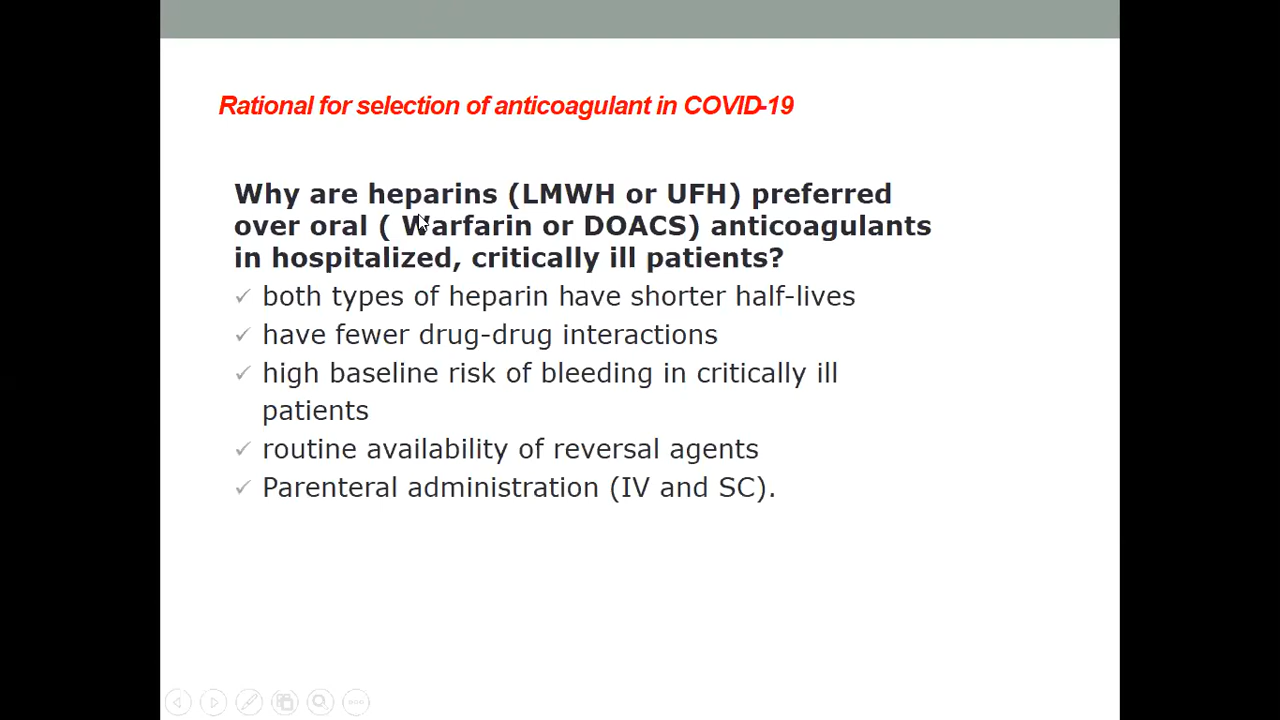 Rational for selection of anticoagulant in COVID-19
Why are heparins (LMWH or UFH) preferred
over oral ( Warfarin or DOACS) anticoagulants
in hospitalized, critically ill patients?
✓ both types of heparin have shorter half-lives
✓ have fewer drug-drug interactions
✓ high baseline risk of bleeding in critically ill
patients
✓ routine availability of reversal agents
✓ Parenteral administration (IV and SC).